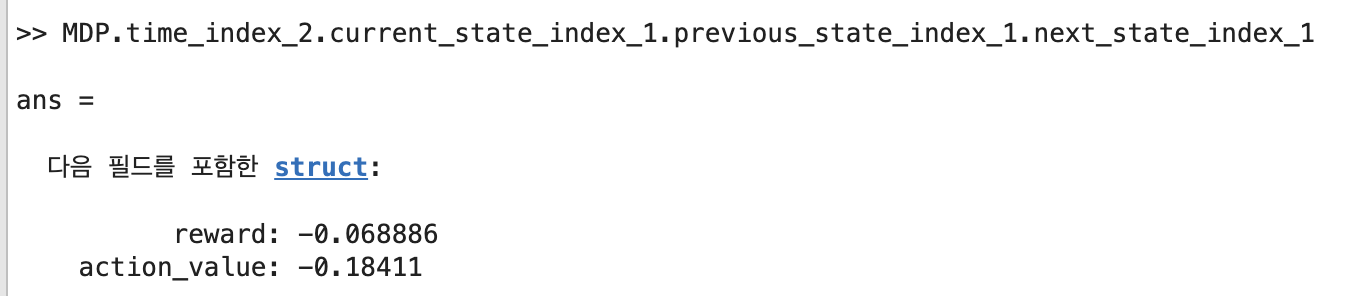 >> MDP.time_index_2.current_state_index_1.previous_state_index_1.next_state_index_1
ans =
다음 필드를 포함한 struct:
reward: -0.068886
action_value: -0.18411